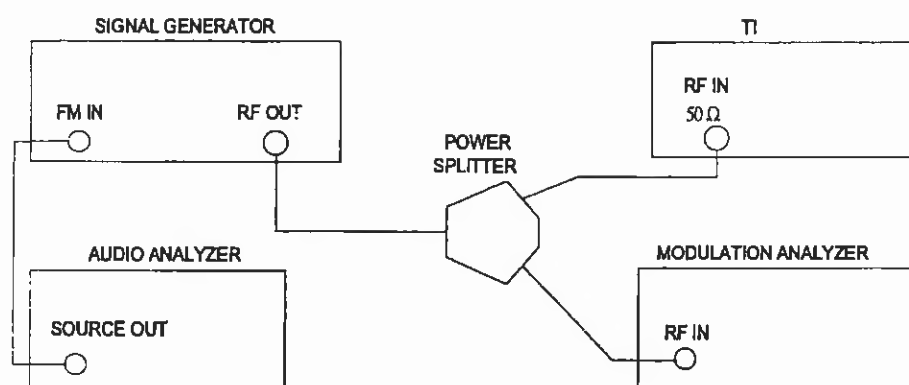 SIGNAL GENERATOR
FM IN
RF OUT
TI
RF IN
50 Ω
POWER
SPLITTER
AUDIO ANALYZER
SOURCE OUT
MODULATION ANALYZER
RF IN